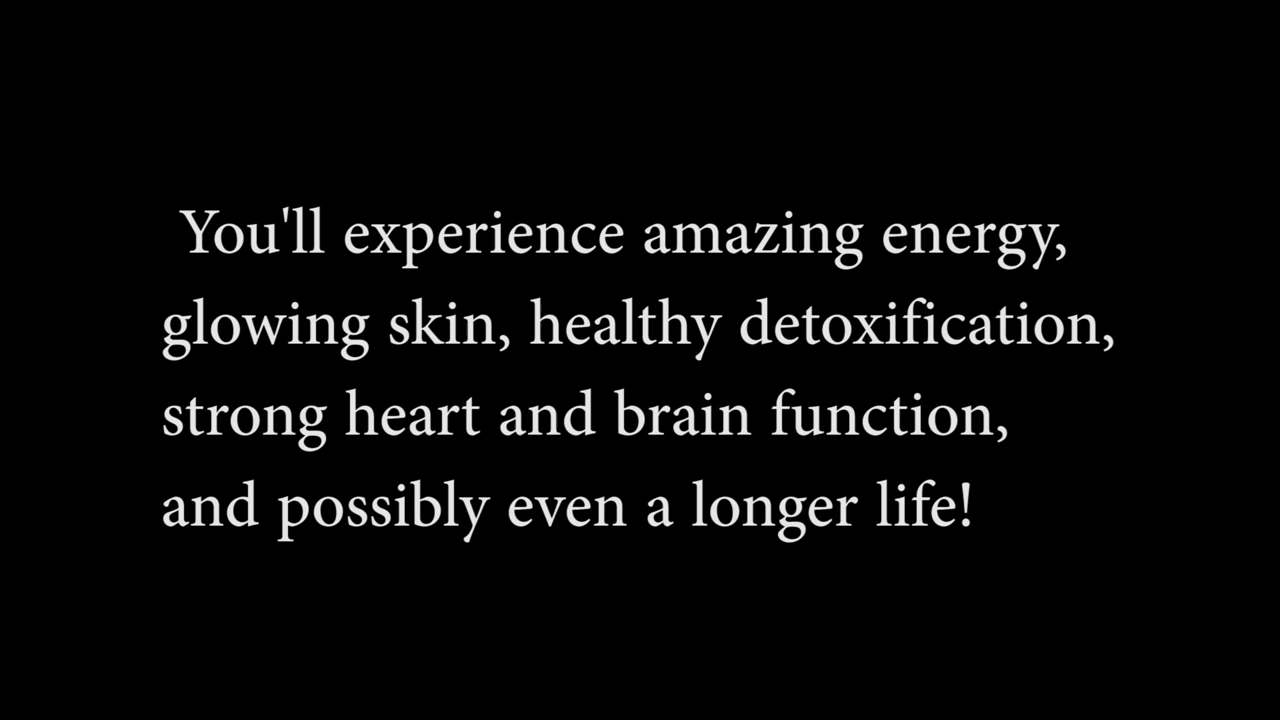 You'll experience amazing energy,
glowing skin, healthy detoxification,
strong heart and brain function,
and possibly even a longer life!